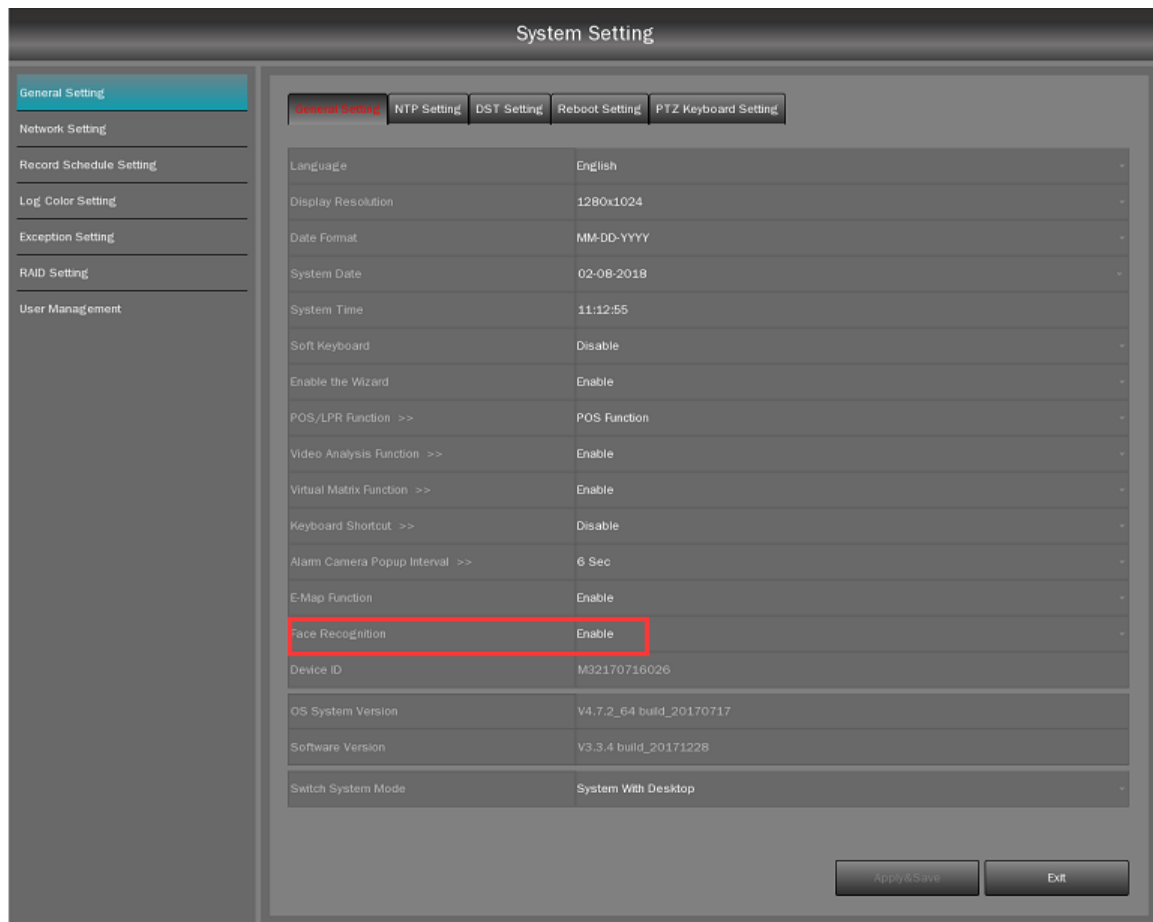 System Setting
General Setting
Network Setting
Record Schedule Setting
Log Color Setting
Exception Setting
RAID Setting
User Management
General Setting NTP Setting DST Setting Reboot Setting PTZ Keyboard Setting
Language English
Display Resolution 1280x1024
Date Format MM-DD-YYYY
System Date 02-08-2018
System Time 11:12:55
Soft Keyboard Disable
Enable the Wizard Enable
POS/LPR Function >> POS Function
Video Analysis Function >> Enable
Virtual Matrix Function >> Enable
Keyboard Shortcut >> Disable
Alarm Camera Popup Interval >> 6 Sec
E-Map Function Enable
Face Recognition Enable
Device ID M32170716026
OS System Version V4.7.2_64 build_20170717
Software Version V3.3.4 build_20171228
Switch System Mode System With Desktop
Apply&Save Exit